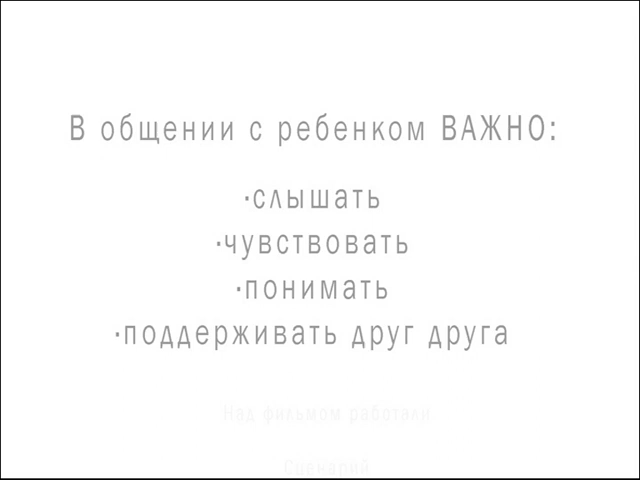 В общении с ребенком ВАЖНО:
·слышать
·чувствовать
·понимать
·поддерживать друг друга
Над фильмом работали
Сценарий